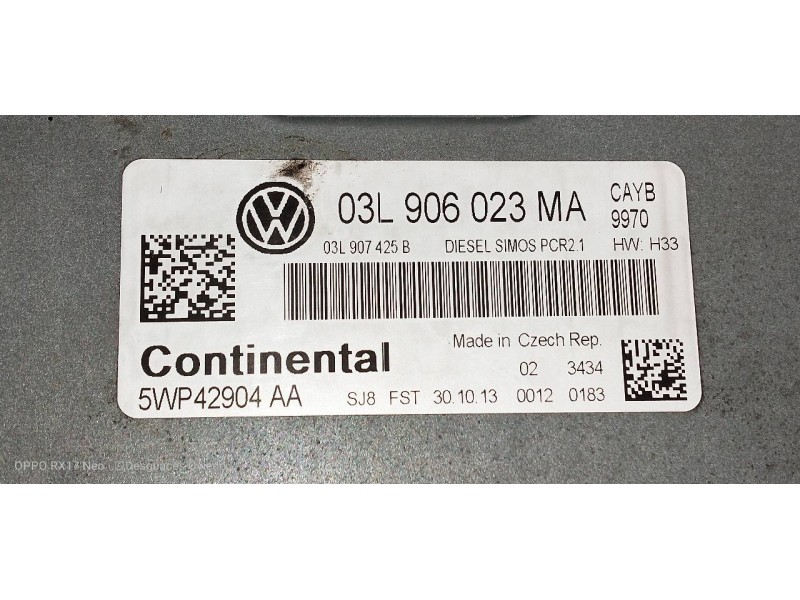 VW
03L 906 023 MA
CAYB
9970
03L 907 425 B DIESEL SIMOS PCR2.1 HW: H33
Continental
Made in Czech Rep.
02 3434
5WP42904 AA SJ8 FST 30.10.13 0012 0183
OPPO RX17 Neo